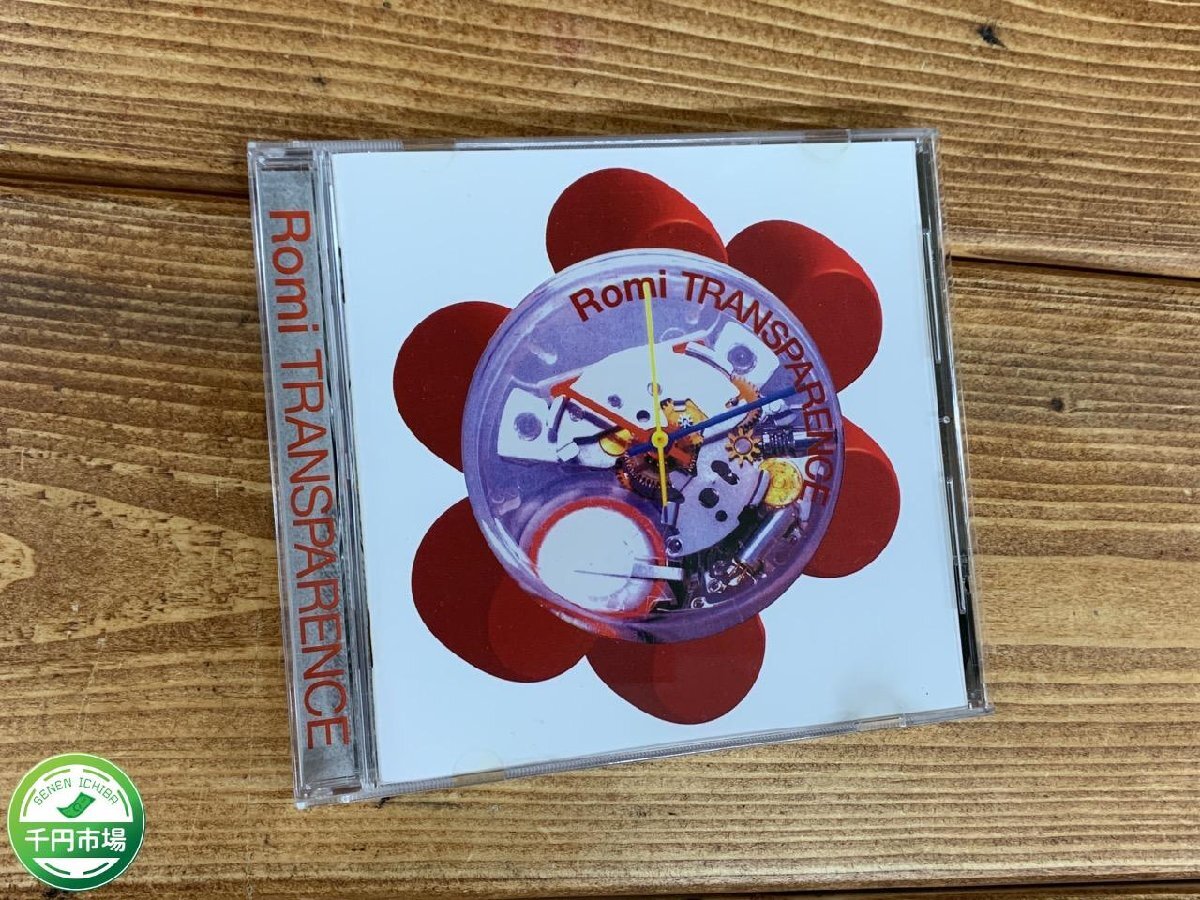 Romi TRANSPARENCE
Romi TRANSPARENCE
GENEN ICHIBA
千円市場